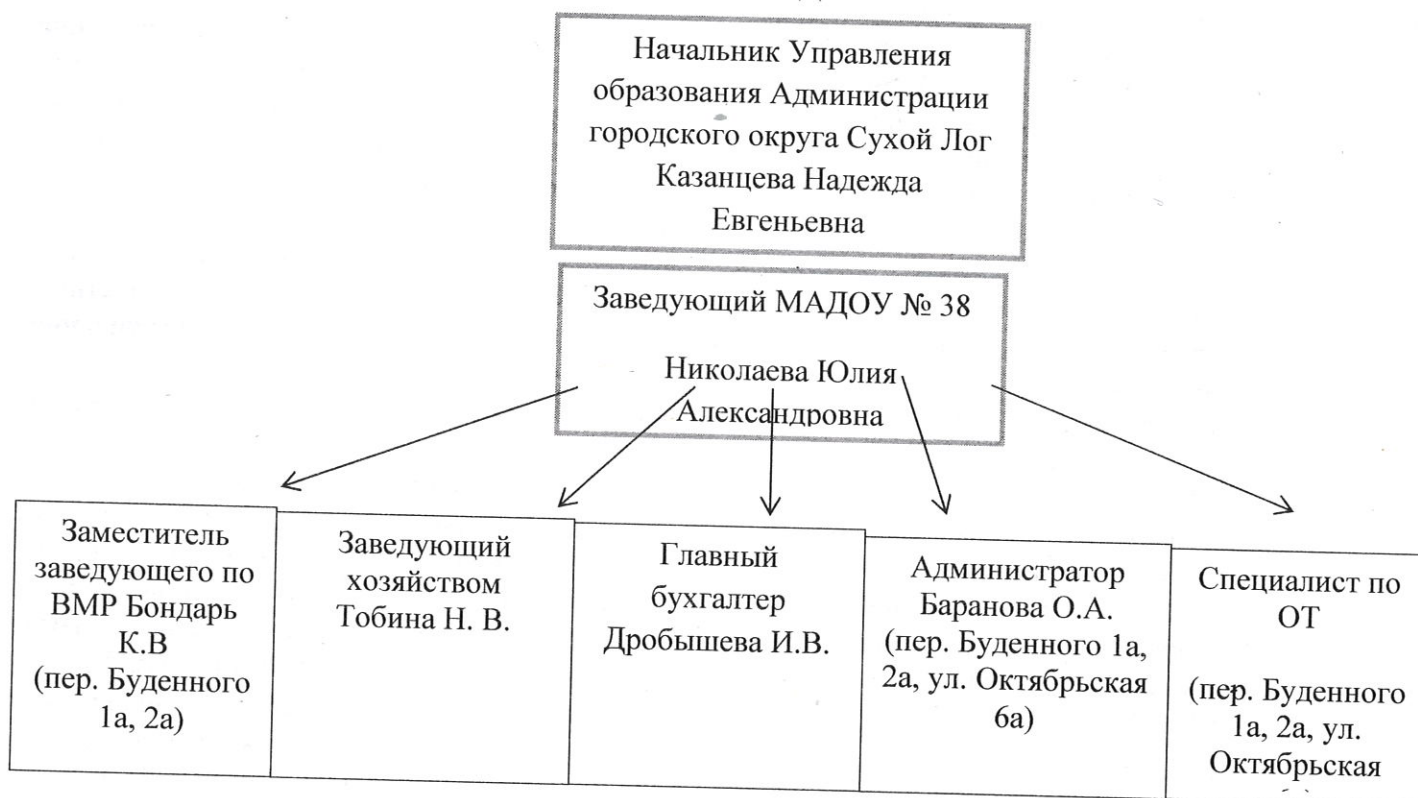 Начальник Управления
образования Администрации
городского округа Сухой Лог
Казанцева Надежда
Евгеньевна
Заведующий МАДОУ № 38
Николаева Юлия
Александровна
Заместитель
заведующего по
ВМР Бондарь
К.В
(пер. Буденного
1а, 2а)
Заведующий
хозяйством
Тобина Н. В.
Главный
бухгалтер
Дробышева И.В.
Администратор
Баранова О.А.
(пер. Буденного 1а,
2а, ул. Октябрьская
6а)
Специалист по
ОТ
(пер. Буденного
1а, 2а, ул.
Октябрьская